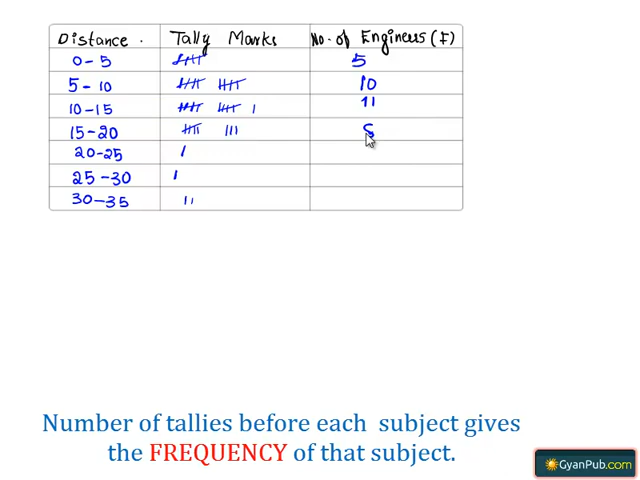 Distance. Tally Marks No. of Engineers (F)
0-5 5
5-10 10
10-15 11
15-20 8
20-25
25-30
30-35
Number of tallies before each subject gives
the FREQUENCY of that subject.
GyanPub.com